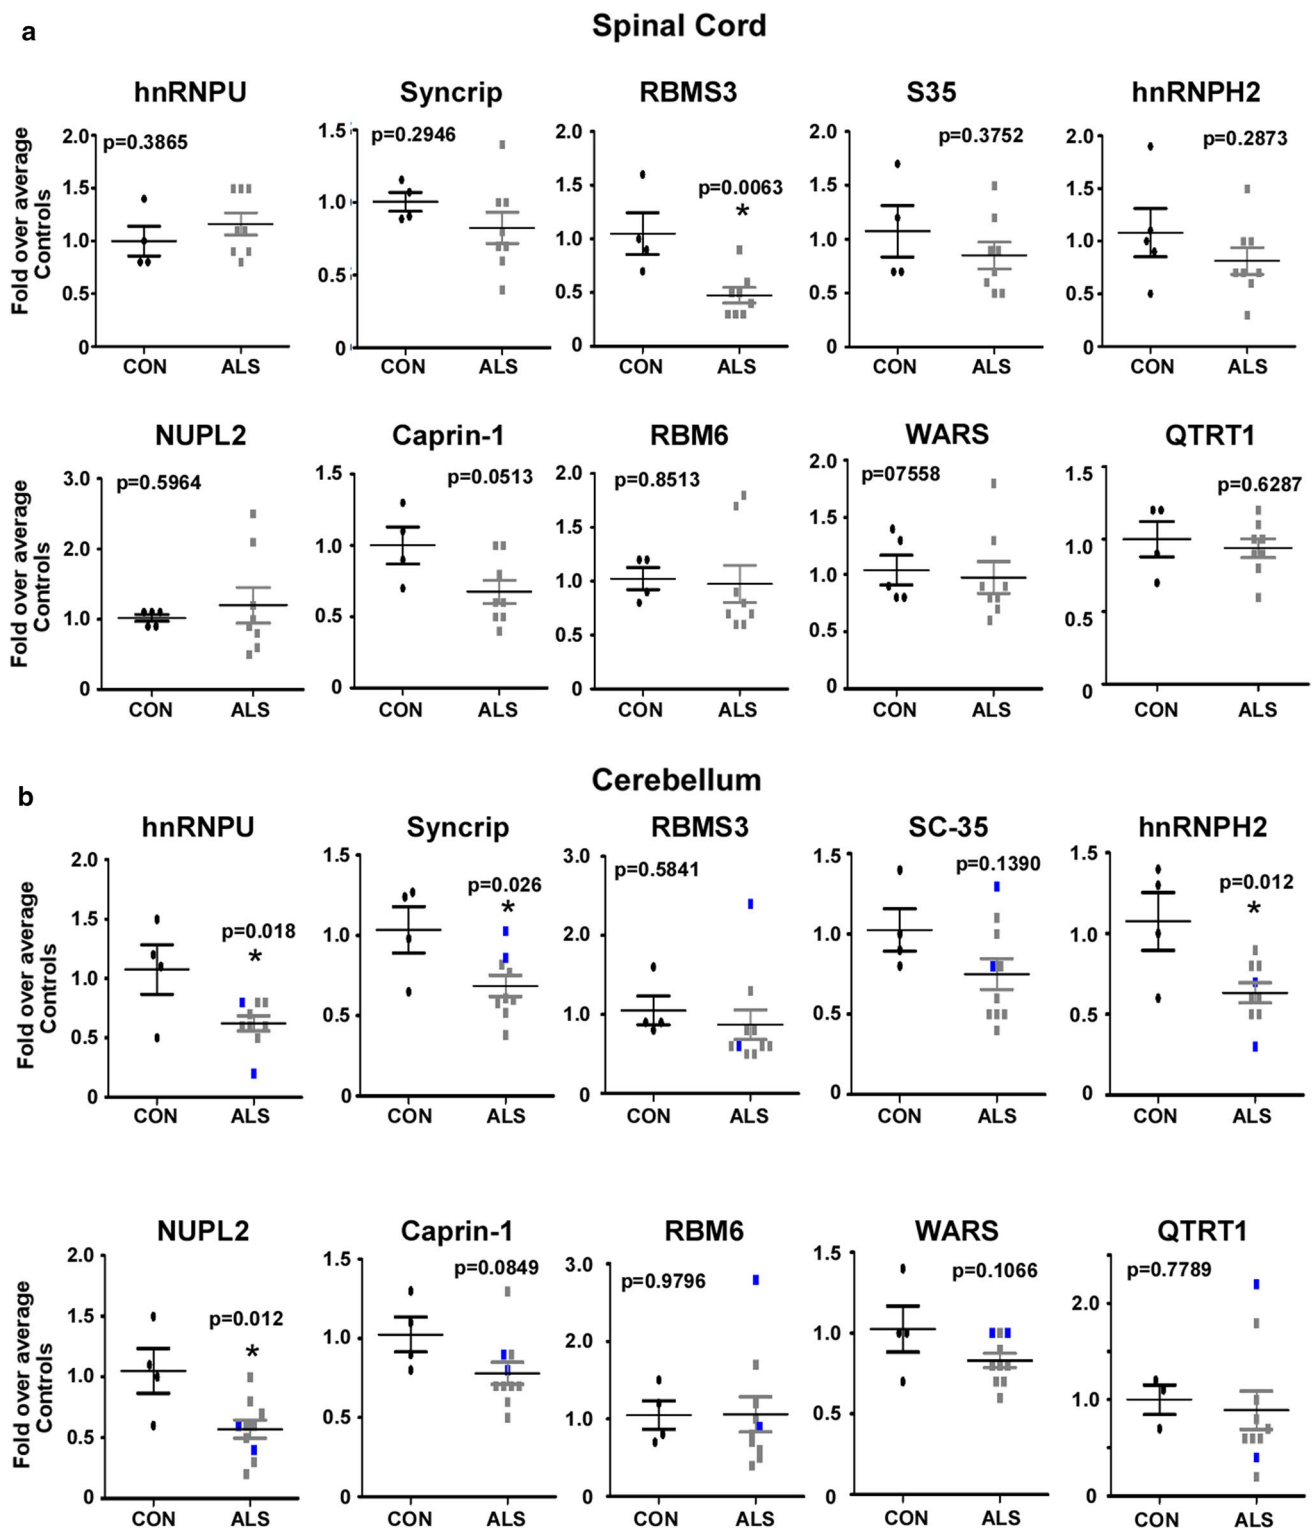 a
Spinal Cord
hnRNPU Syncrip RBMS3 S35 hnRNPH2
Fold over average
Controls
2.0 1.5 1.0 0.5 0
p=0.3865
CON ALS
1.5 1.0 0.5 0
p=0.2946
CON ALS
2.0 1.5 1.0 0.5 0
p=0.0063
*
CON ALS
2.0 1.5 1.0 0.5 0
p=0.3752
CON ALS
2.0 1.5 1.0 0.5 0
p=0.2873
CON ALS
NUPL2 Caprin-1 RBM6 WARS QTRT1
Fold over average
Controls
3.0 2.0 1.0 0
p=0.5964
CON ALS
1.5 1.0 0.5 0
p=0.0513
CON ALS
2.0 1.5 1.0 0.5 0
p=0.8513
CON ALS
2.0 1.5 1.0 0.5 0
p=07558
CON ALS
1.5 1.0 0.5 0
p=0.6287
CON ALS
b
Cerebellum
hnRNPU Syncrip RBMS3 SC-35 hnRNPH2
Fold over average
Controls
2.0 1.5 1.0 0.5 0
p=0.018
*
CON ALS
1.5 1.0 0.5 0
p=0.026
*
CON ALS
3.0 2.0 1.0 0
p=0.5841
CON ALS
1.5 1.0 0.5 0
p=0.1390
CON ALS
1.5 1.0 0.5 0
p=0.012
*
CON ALS
NUPL2 Caprin-1 RBM6 WARS QTRT1
Fold over average
Controls
2.0 1.5 1.0 0.5 0
p=0.012
*
CON ALS
1.5 1.0 0.5 0
p=0.0849
CON ALS
3.0 2.0 1.0 0
p=0.9796
CON ALS
1.5 1.0 0.5 0
p=0.1066
CON ALS
2.0 1.0 0
p=0.7789
CON ALS